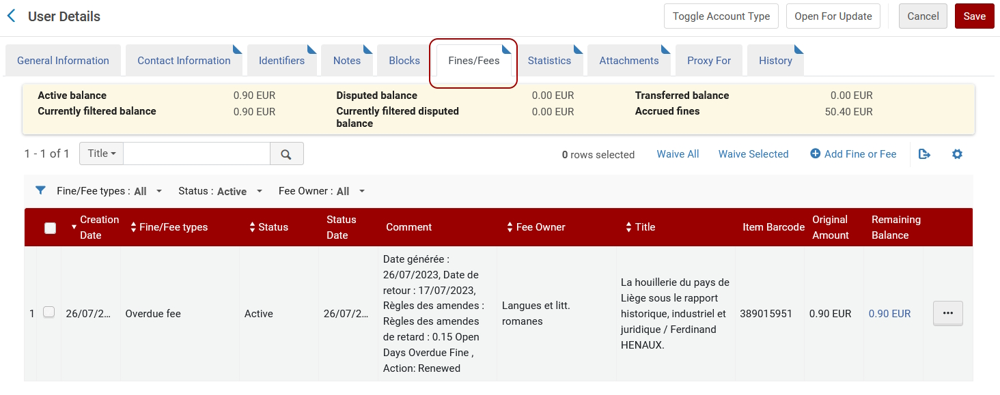 User Details
Toggle Account Type
Open For Update
Cancel
Save
General Information
Contact Information
Identifiers
Notes
Blocks
Fines/Fees
Statistics
Attachments
Proxy For
History
Active balance 0.90 EUR Disputed balance 0.00 EUR Transferred balance 0.00 EUR
Currently filtered balance 0.90 EUR Currently filtered disputed 0.00 EUR Accrued fines 50.40 EUR
balance
1 - 1 of 1 Title 0 rows selected Waive All Waive Selected Add Fine or Fee
Fine/Fee types : All Status : Active Fee Owner : All
Creation Date
Fine/Fee types
Status
Status Date
Comment
Fee Owner
Title
Item Barcode
Original Amount
Remaining Balance
1
26/07/2...
Overdue fee
Active
26/07/2...
Date générée :
26/07/2023, Date de
retour : 17/07/2023,
Règles des amendes :
Règles des amendes
de retard : 0.15 Open
Days Overdue Fine ,
Action: Renewed
Langues et litt.
romanes
La houillerie du pays de
Liège sous le rapport
historique, industriel et
juridique / Ferdinand
HENAUX.
389015951
0.90 EUR
0.90 EUR
...